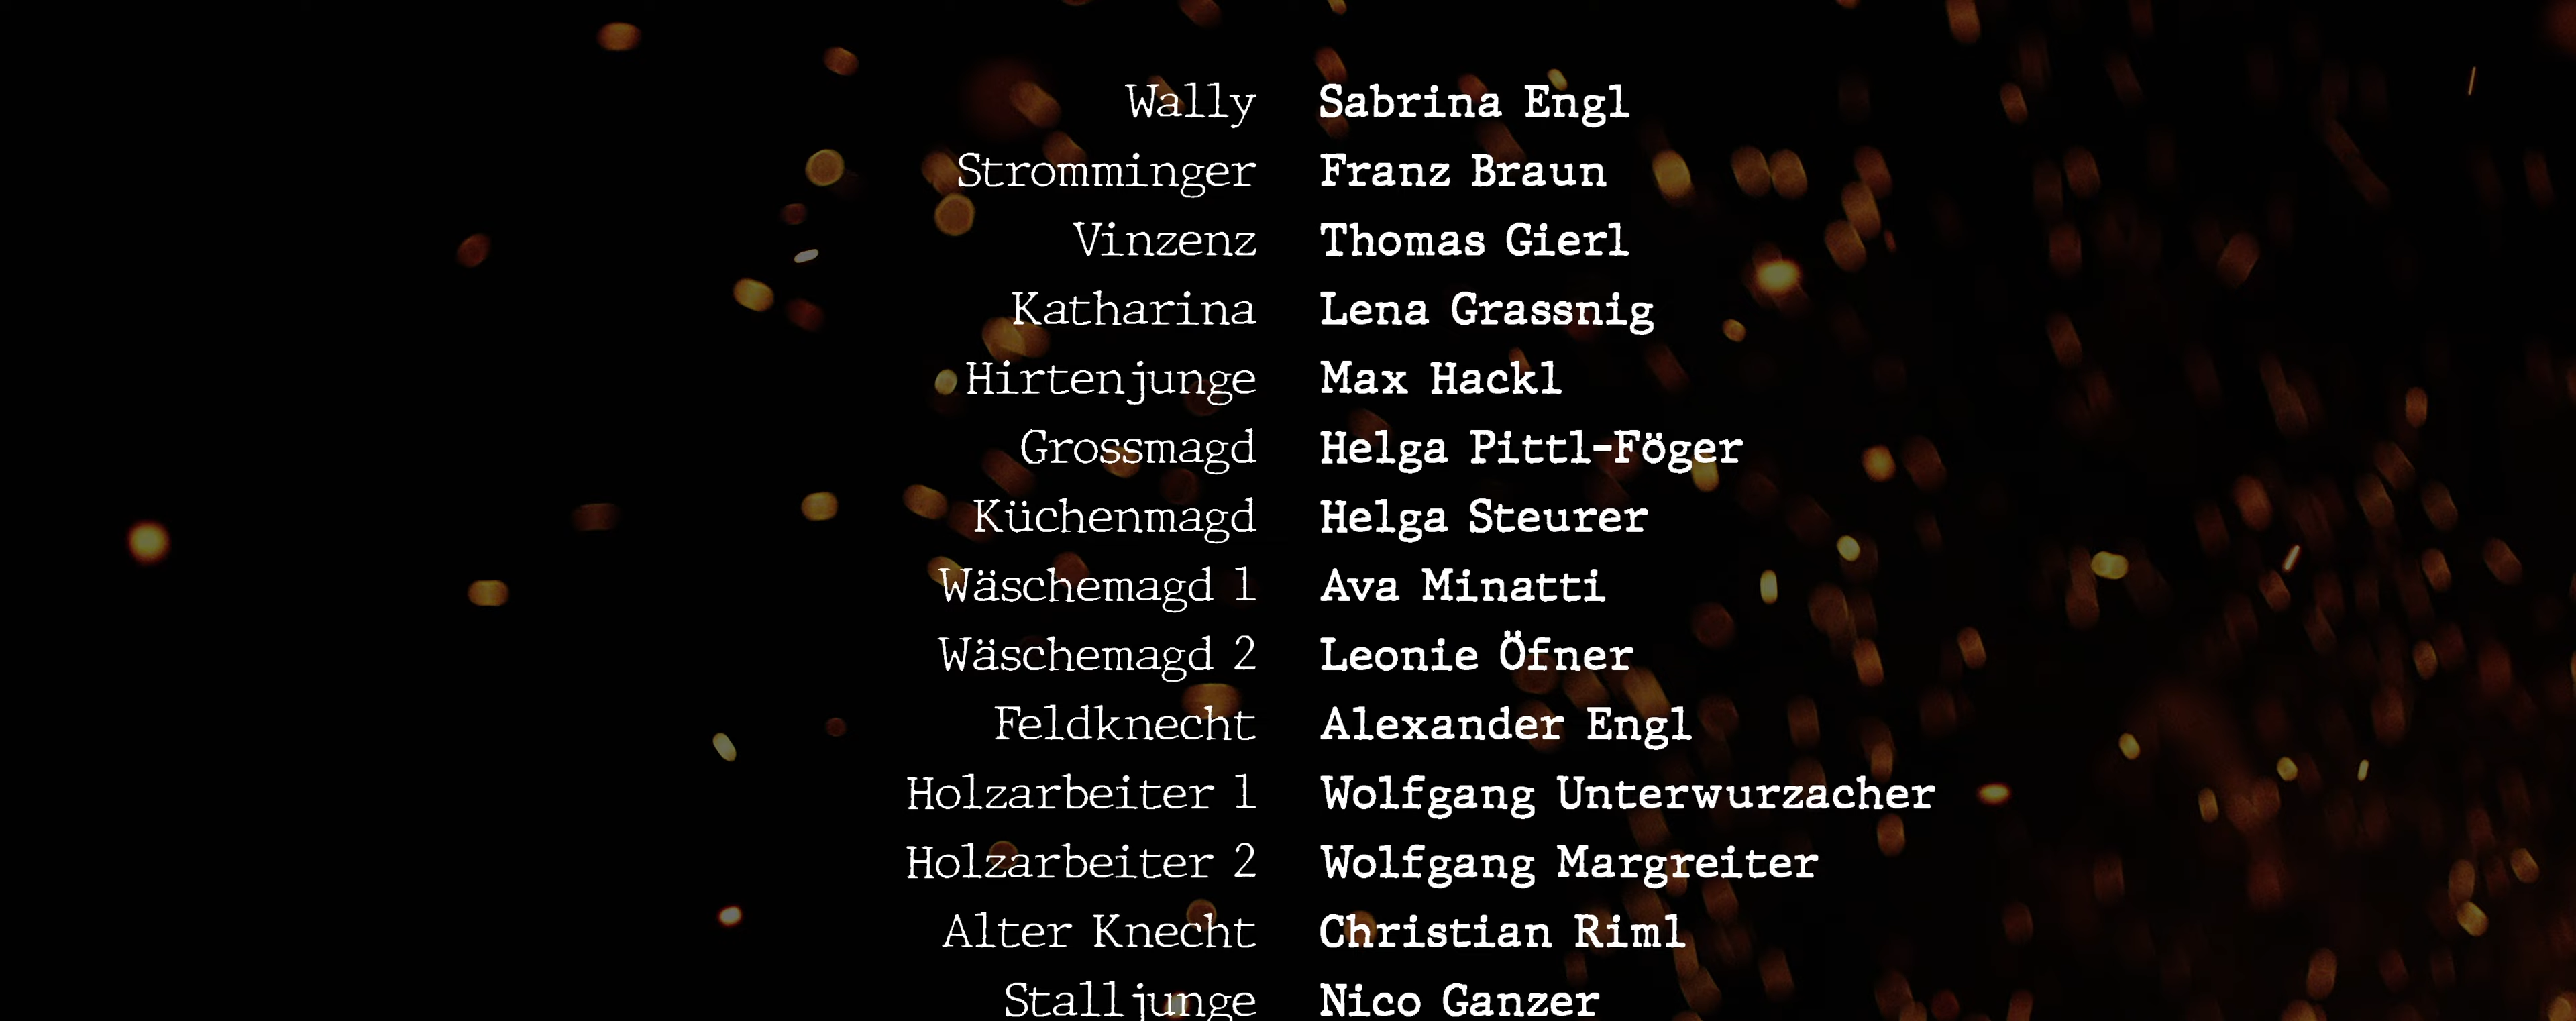 Wally Sabrina Engl
Stromminger Franz Braun
Vinzenz Thomas Gierl
Katharina Lena Grassnig
Hirtenjunge Max Hackl
Grossmagd Helga Pittl-Föger
Küchenmagd Helga Steurer
Wäschemagd 1 Ava Minatti
Wäschemagd 2 Leonie Öfner
Feldknecht Alexander Engl
Holzarbeiter 1 Wolfgang Unterwurzacher
Holzarbeiter 2 Wolfgang Margreiter
Alter Knecht Christian Riml
Stalljunge Nico Ganzer